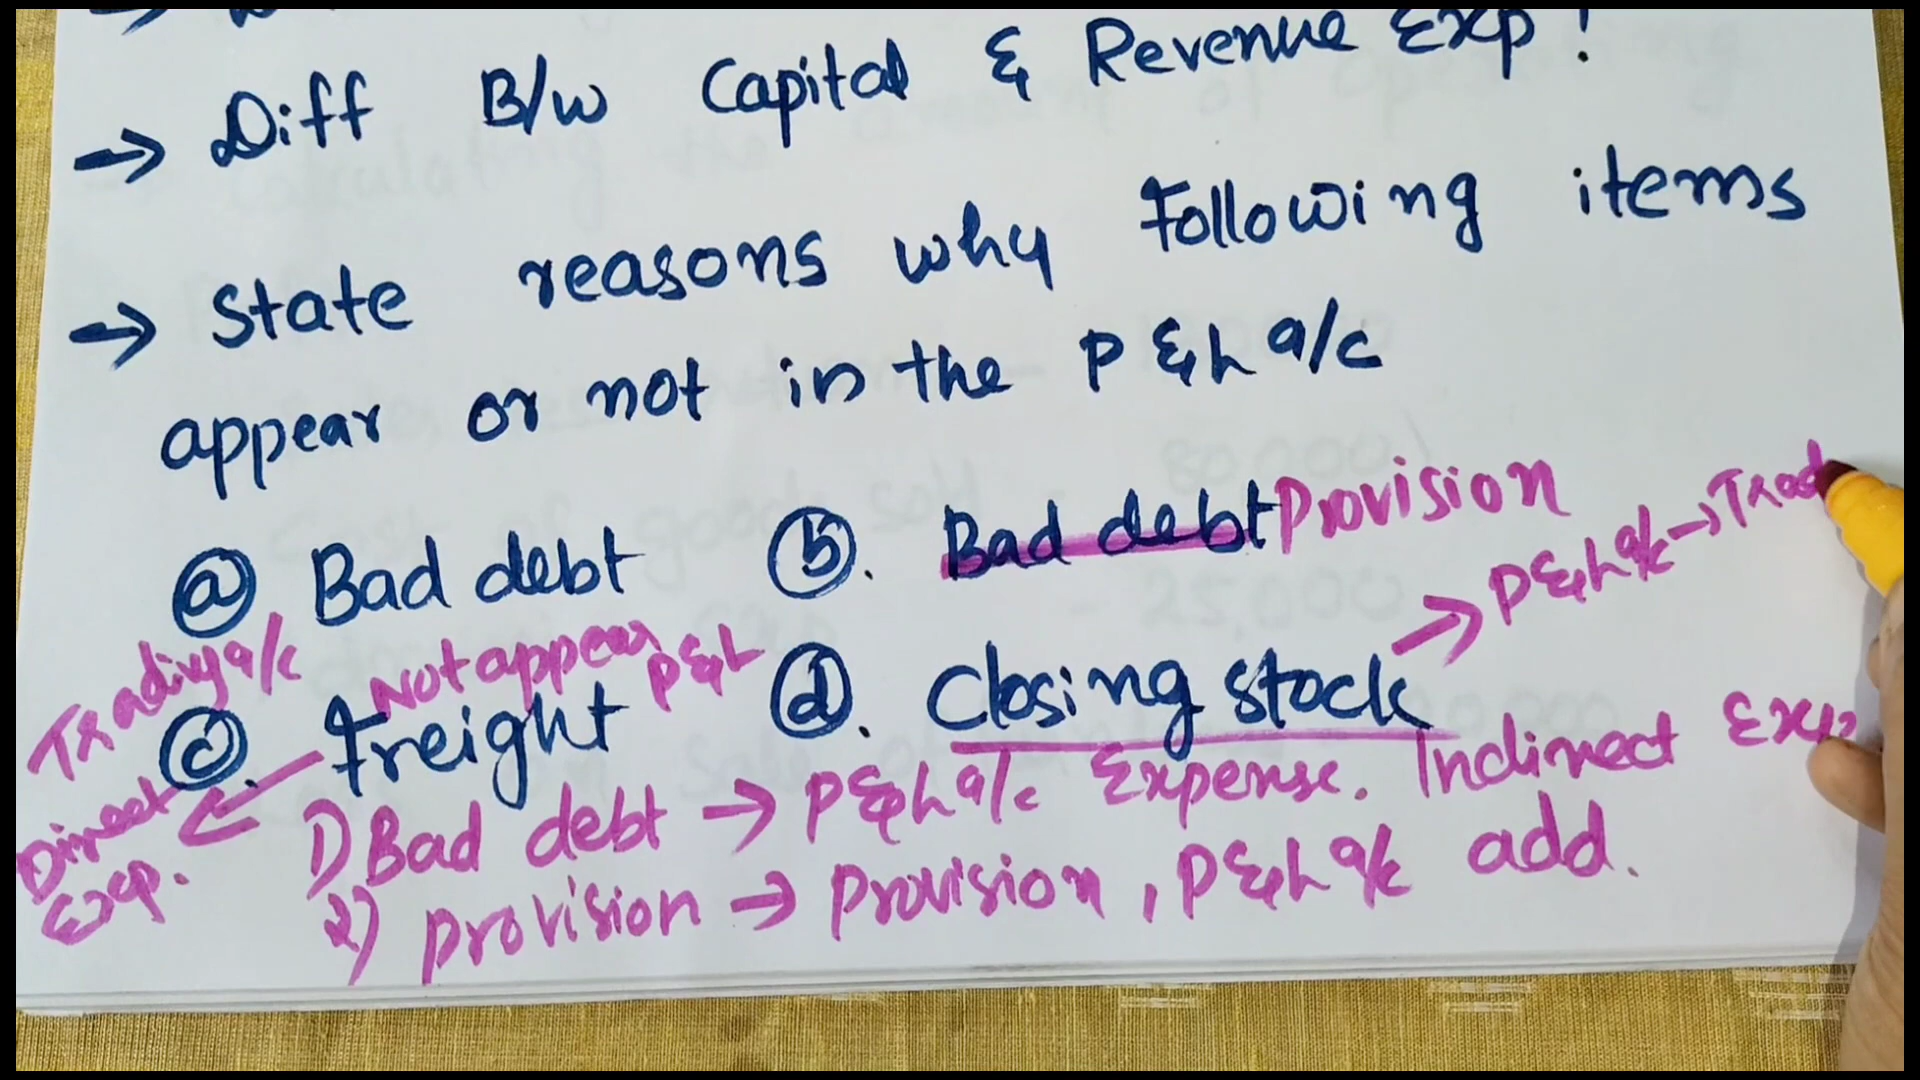 → Diff B/w Capital & Revenue Exp!
→ State reasons why following items
appear or not in the P & L a/c
(a) Bad debt (b). Bad debt Provision
Trading a/c Not appear P&L → P&L a/c → Trad
(c). Freight (d). Closing stock
Direct Exp.
1) Bad debt → P&L a/c Expense. Indirect Exp
2) Provision → Provision, P&L a/c add.